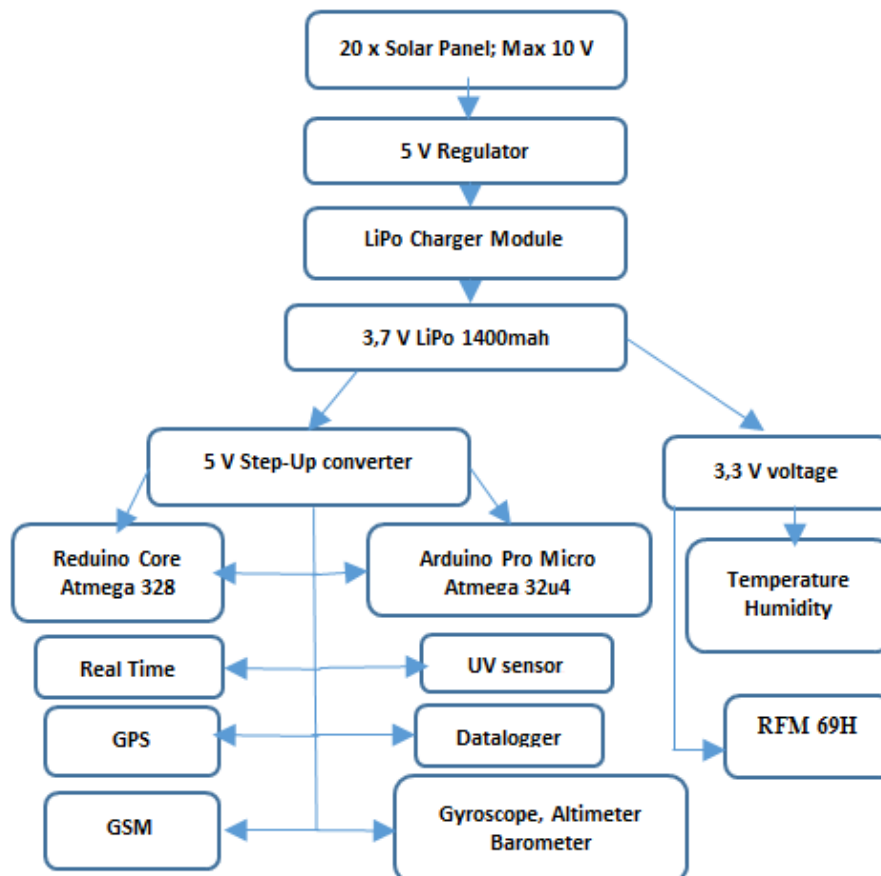 20 x Solar Panel; Max 10 V
5 V Regulator
LiPo Charger Module
3,7 V LiPo 1400mah
5 V Step-Up converter
3,3 V voltage
Reduino Core
Atmega 328
Arduino Pro Micro
Atmega 32u4
Temperature
Humidity
Real Time
UV sensor
GPS
Datalogger
RFM 69H
GSM
Gyroscope, Altimeter
Barometer